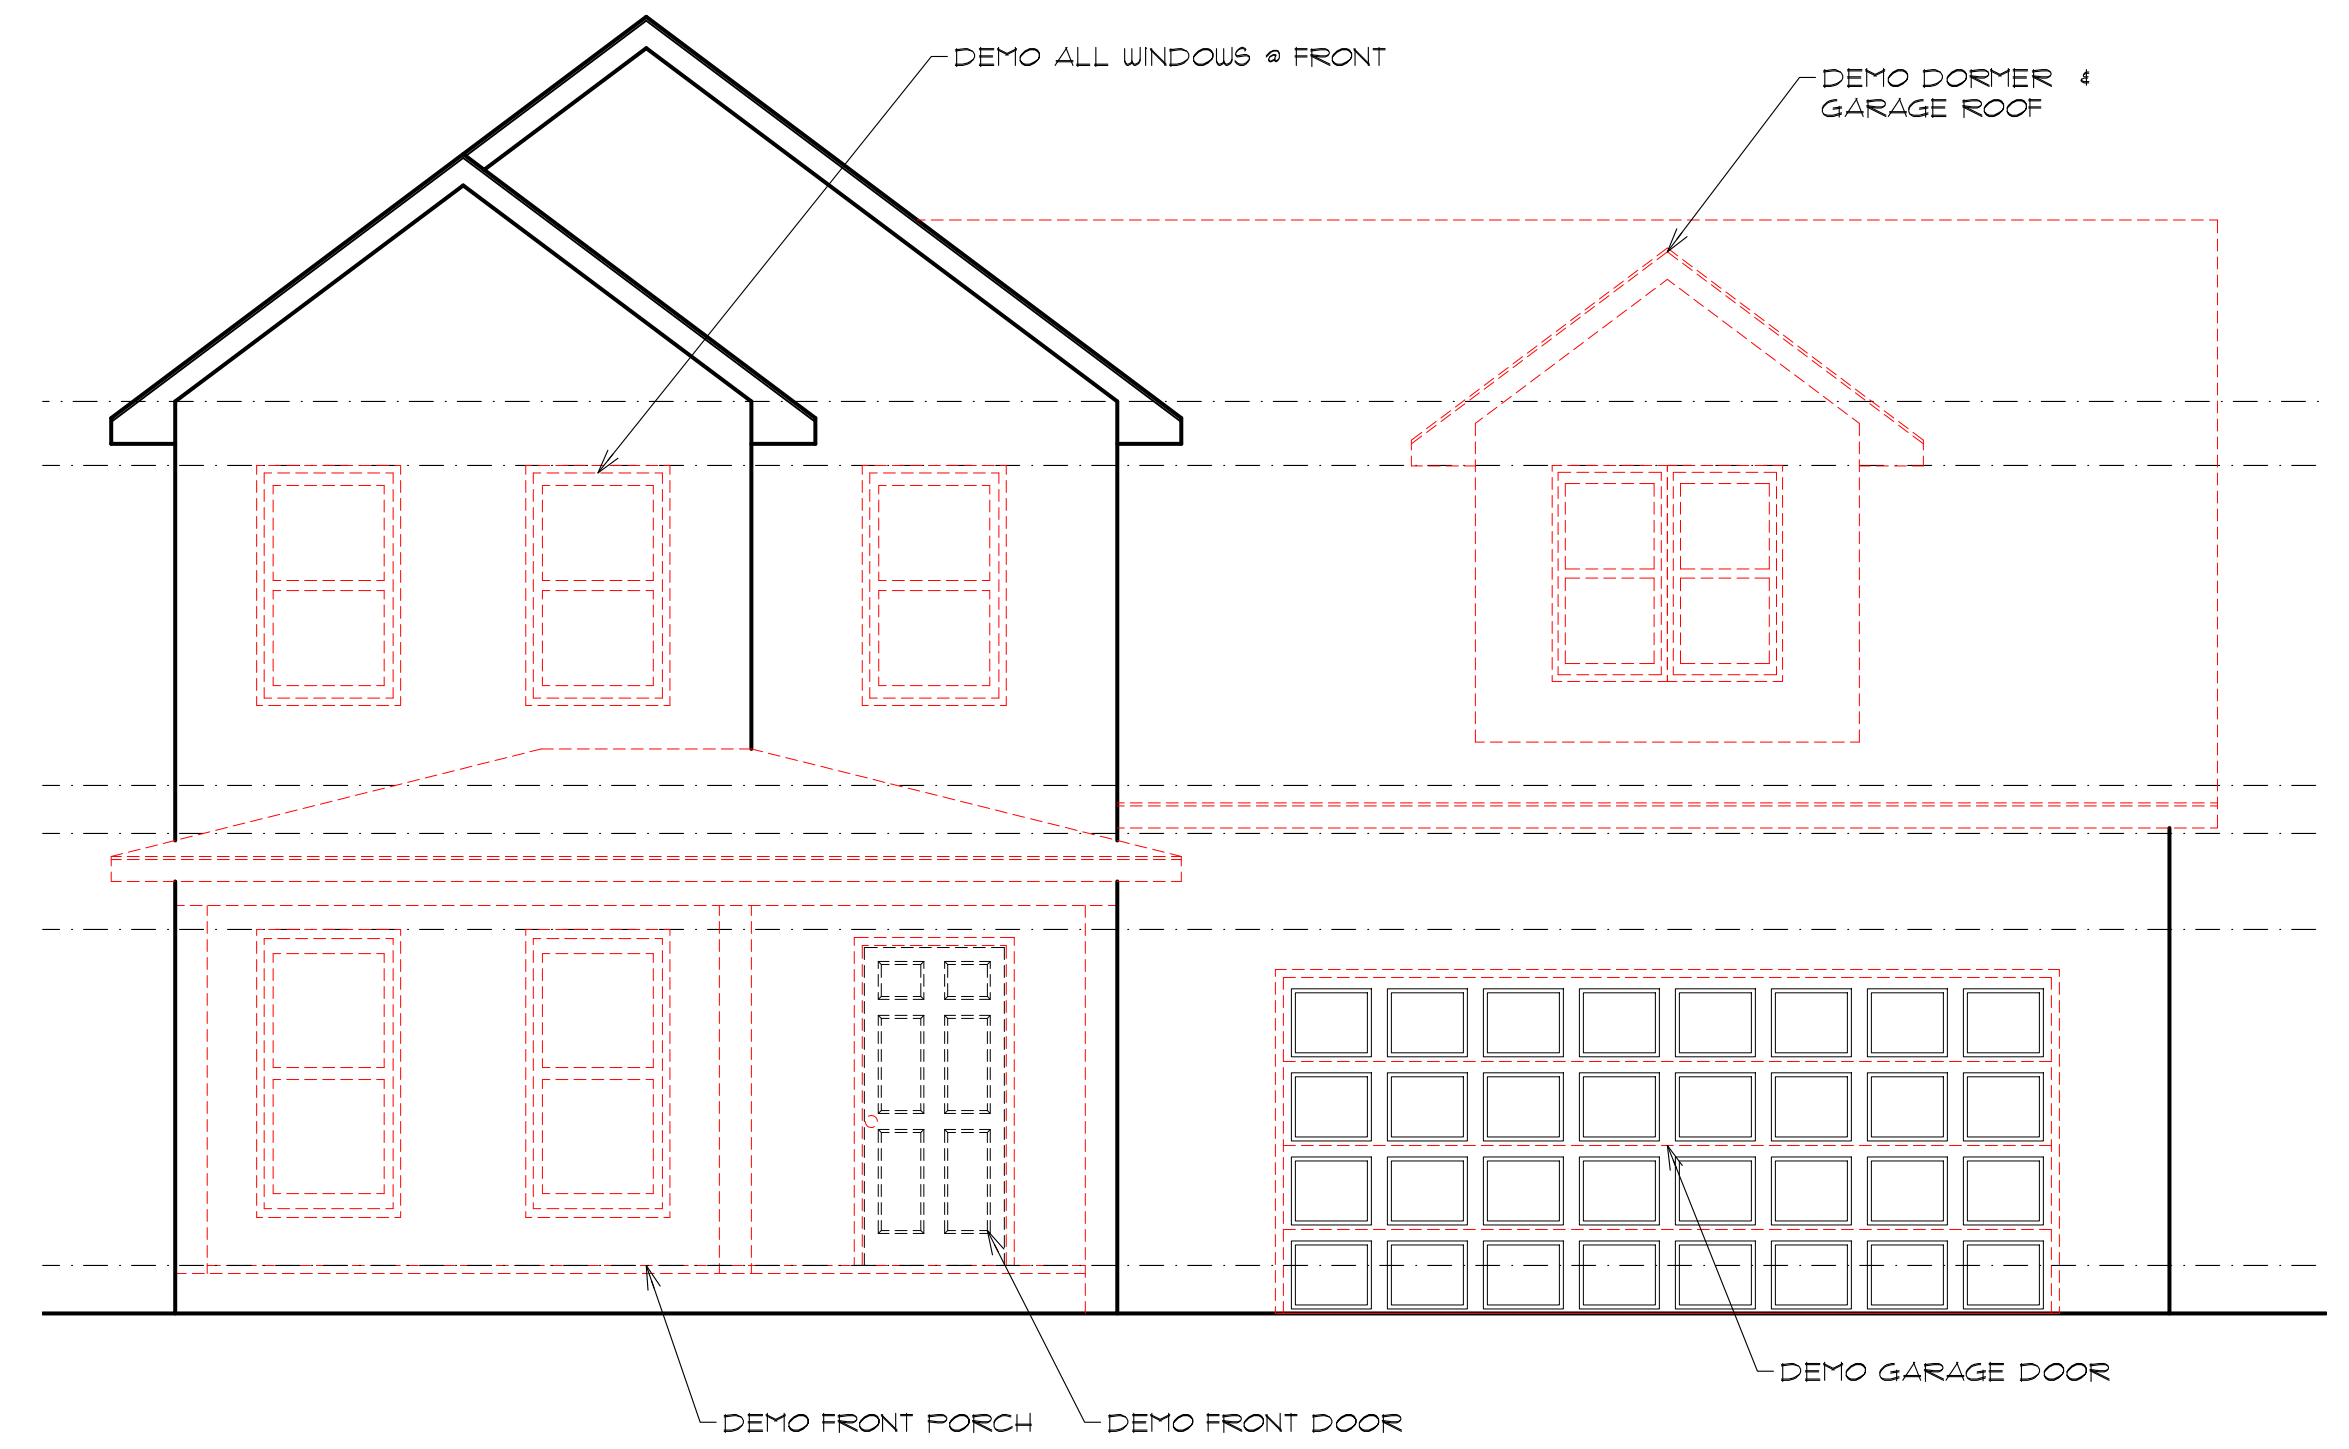 DEMO ALL WINDOWS @ FRONT
DEMO DORMER &
GARAGE ROOF
DEMO GARAGE DOOR
DEMO FRONT PORCH
DEMO FRONT DOOR